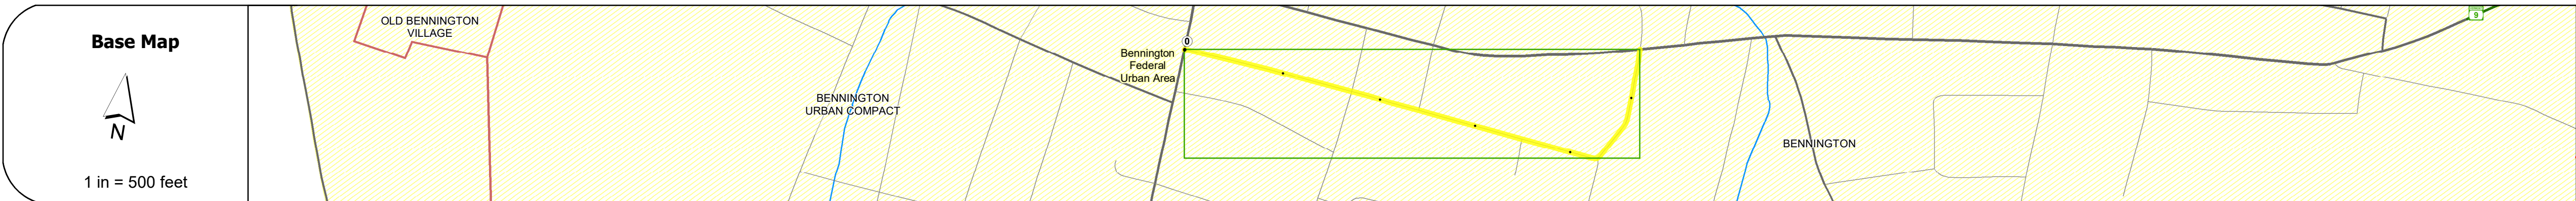 Base Map
N
1 in = 500 feet
OLD BENNINGTON
VILLAGE
BENNINGTON
URBAN COMPACT
0
Bennington
Federal
Urban Area
BENNINGTON
9